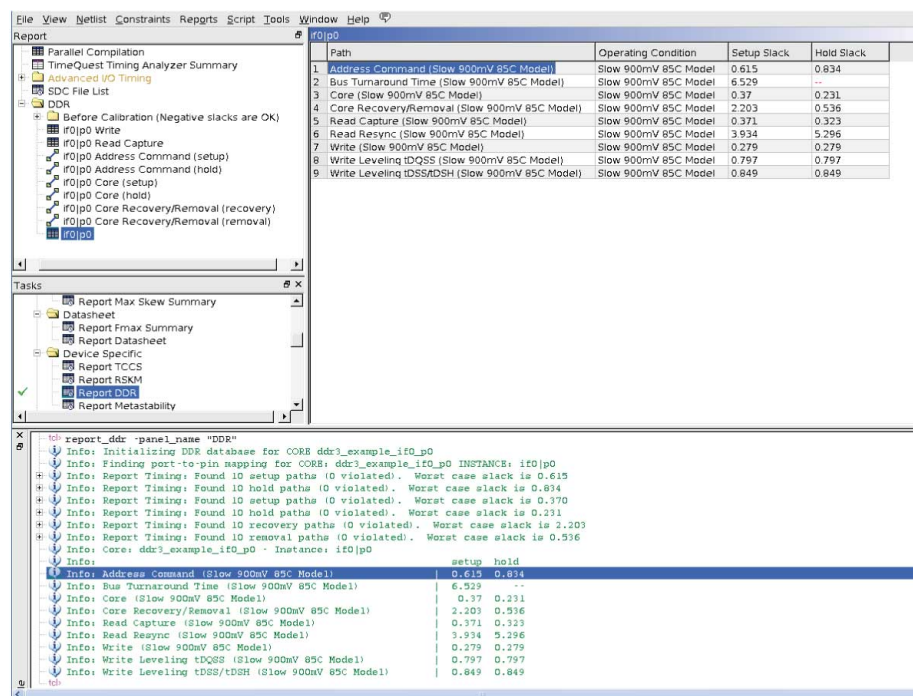 File View Netlist Constraints Reports Script Tools Window Help
Report
Parallel Compilation
TimeQuest Timing Analyzer Summary
Advanced I/O Timing
SDC File List
DDR
Before Calibration (Negative slacks are OK)
if0|p0 Write
if0|p0 Read Capture
if0|p0 Address Command (setup)
if0|p0 Address Command (hold)
if0|p0 Core (setup)
if0|p0 Core (hold)
if0|p0 Core Recovery/Removal (recovery)
if0|p0 Core Recovery/Removal (removal)
if0|p0
if0|p0
Path Operating Condition Setup Slack Hold Slack
1 Address Command (Slow 900mV 85C Model) Slow 900mV 85C Model 0.615 0.834
2 Bus Turnaround Time (Slow 900mV 85C Model) Slow 900mV 85C Model 6.529 --
3 Core (Slow 900mV 85C Model) Slow 900mV 85C Model 0.37 0.231
4 Core Recovery/Removal (Slow 900mV 85C Model) Slow 900mV 85C Model 2.203 0.536
5 Read Capture (Slow 900mV 85C Model) Slow 900mV 85C Model 0.371 0.323
6 Read Resync (Slow 900mV 85C Model) Slow 900mV 85C Model 3.934 5.296
7 Write (Slow 900mV 85C Model) Slow 900mV 85C Model 0.279 0.279
8 Write Leveling tDQSS (Slow 900mV 85C Model) Slow 900mV 85C Model 0.797 0.797
9 Write Leveling tDSS/tDSH (Slow 900mV 85C Model) Slow 900mV 85C Model 0.849 0.849
Tasks
Report Max Skew Summary
Datasheet
Report Fmax Summary
Report Datasheet
Device Specific
Report TCCS
Report RSKM
Report DDR
Report Metastability
tcl> report_ddr -panel_name "DDR"
Info: Initializing DDR database for CORE ddr3_example_if0_p0
Info: Finding port-to-pin mapping for CORE: ddr3_example_if0_p0 INSTANCE: if0|p0
Info: Report Timing: Found 10 setup paths (0 violated). Worst case slack is 0.615
Info: Report Timing: Found 10 hold paths (0 violated). Worst case slack is 0.834
Info: Report Timing: Found 10 setup paths (0 violated). Worst case slack is 0.370
Info: Report Timing: Found 10 hold paths (0 violated). Worst case slack is 0.231
Info: Report Timing: Found 10 recovery paths (0 violated). Worst case slack is 2.203
Info: Report Timing: Found 10 removal paths (0 violated). Worst case slack is 0.536
Info: Core: ddr3_example_if0_p0 - Instance: if0|p0
Info: setup hold
Info: Address Command (Slow 900mV 85C Model) | 0.615 0.834
Info: Bus Turnaround Time (Slow 900mV 85C Model) | 6.529 --
Info: Core (Slow 900mV 85C Model) | 0.37 0.231
Info: Core Recovery/Removal (Slow 900mV 85C Model) | 2.203 0.536
Info: Read Capture (Slow 900mV 85C Model) | 0.371 0.323
Info: Read Resync (Slow 900mV 85C Model) | 3.934 5.296
Info: Write (Slow 900mV 85C Model) | 0.279 0.279
Info: Write Leveling tDQSS (Slow 900mV 85C Model) | 0.797 0.797
Info: Write Leveling tDSS/tDSH (Slow 900mV 85C Model) | 0.849 0.849
tcl>